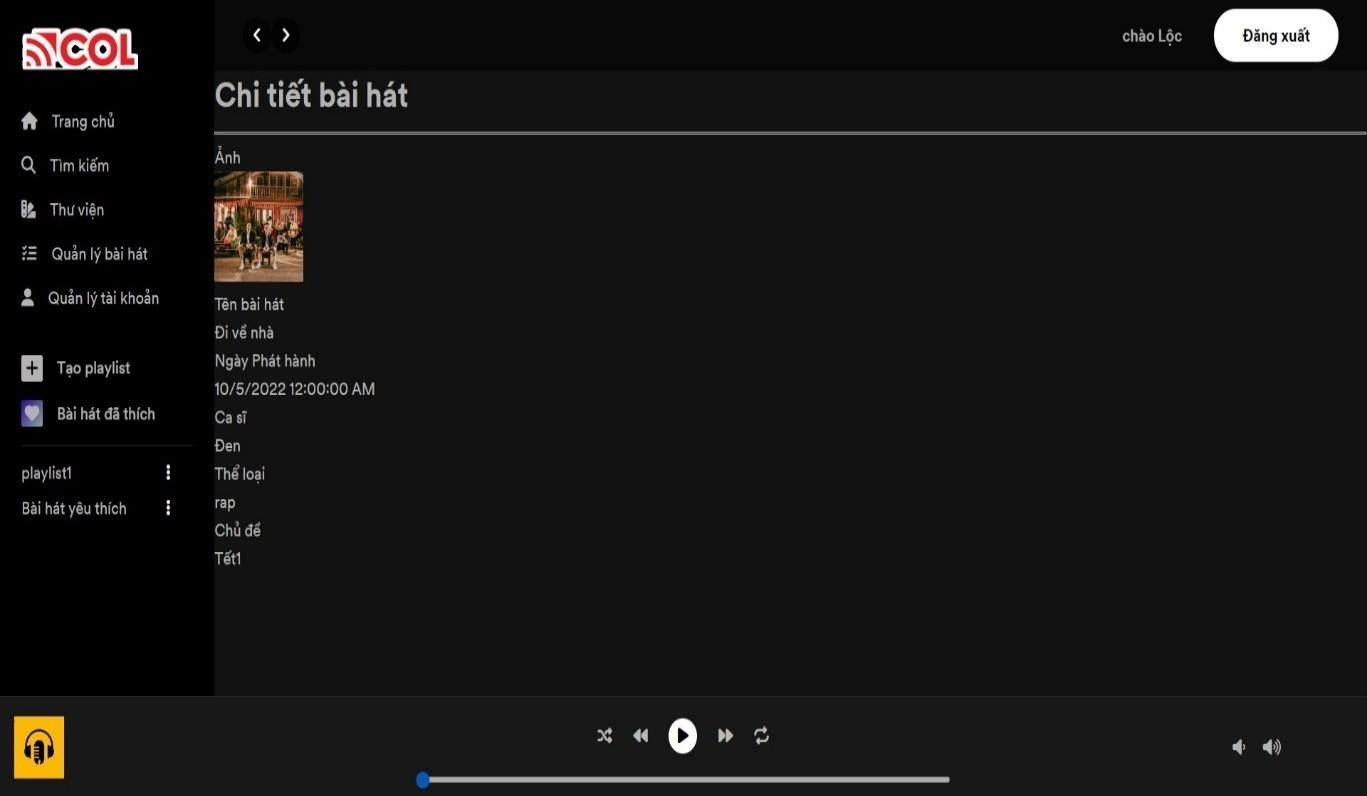 COL
chào Lộc
Đăng xuất
Trang chủ
Tìm kiếm
Thư viện
Quản lý bài hát
Quản lý tài khoản
Tạo playlist
Bài hát đã thích
playlist1
Bài hát yêu thích
Chi tiết bài hát
Ảnh
Tên bài hát
Đi về nhà
Ngày Phát hành
10/5/2022 12:00:00 AM
Ca sĩ
Đen
Thể loại
rap
Chủ đề
Tết1